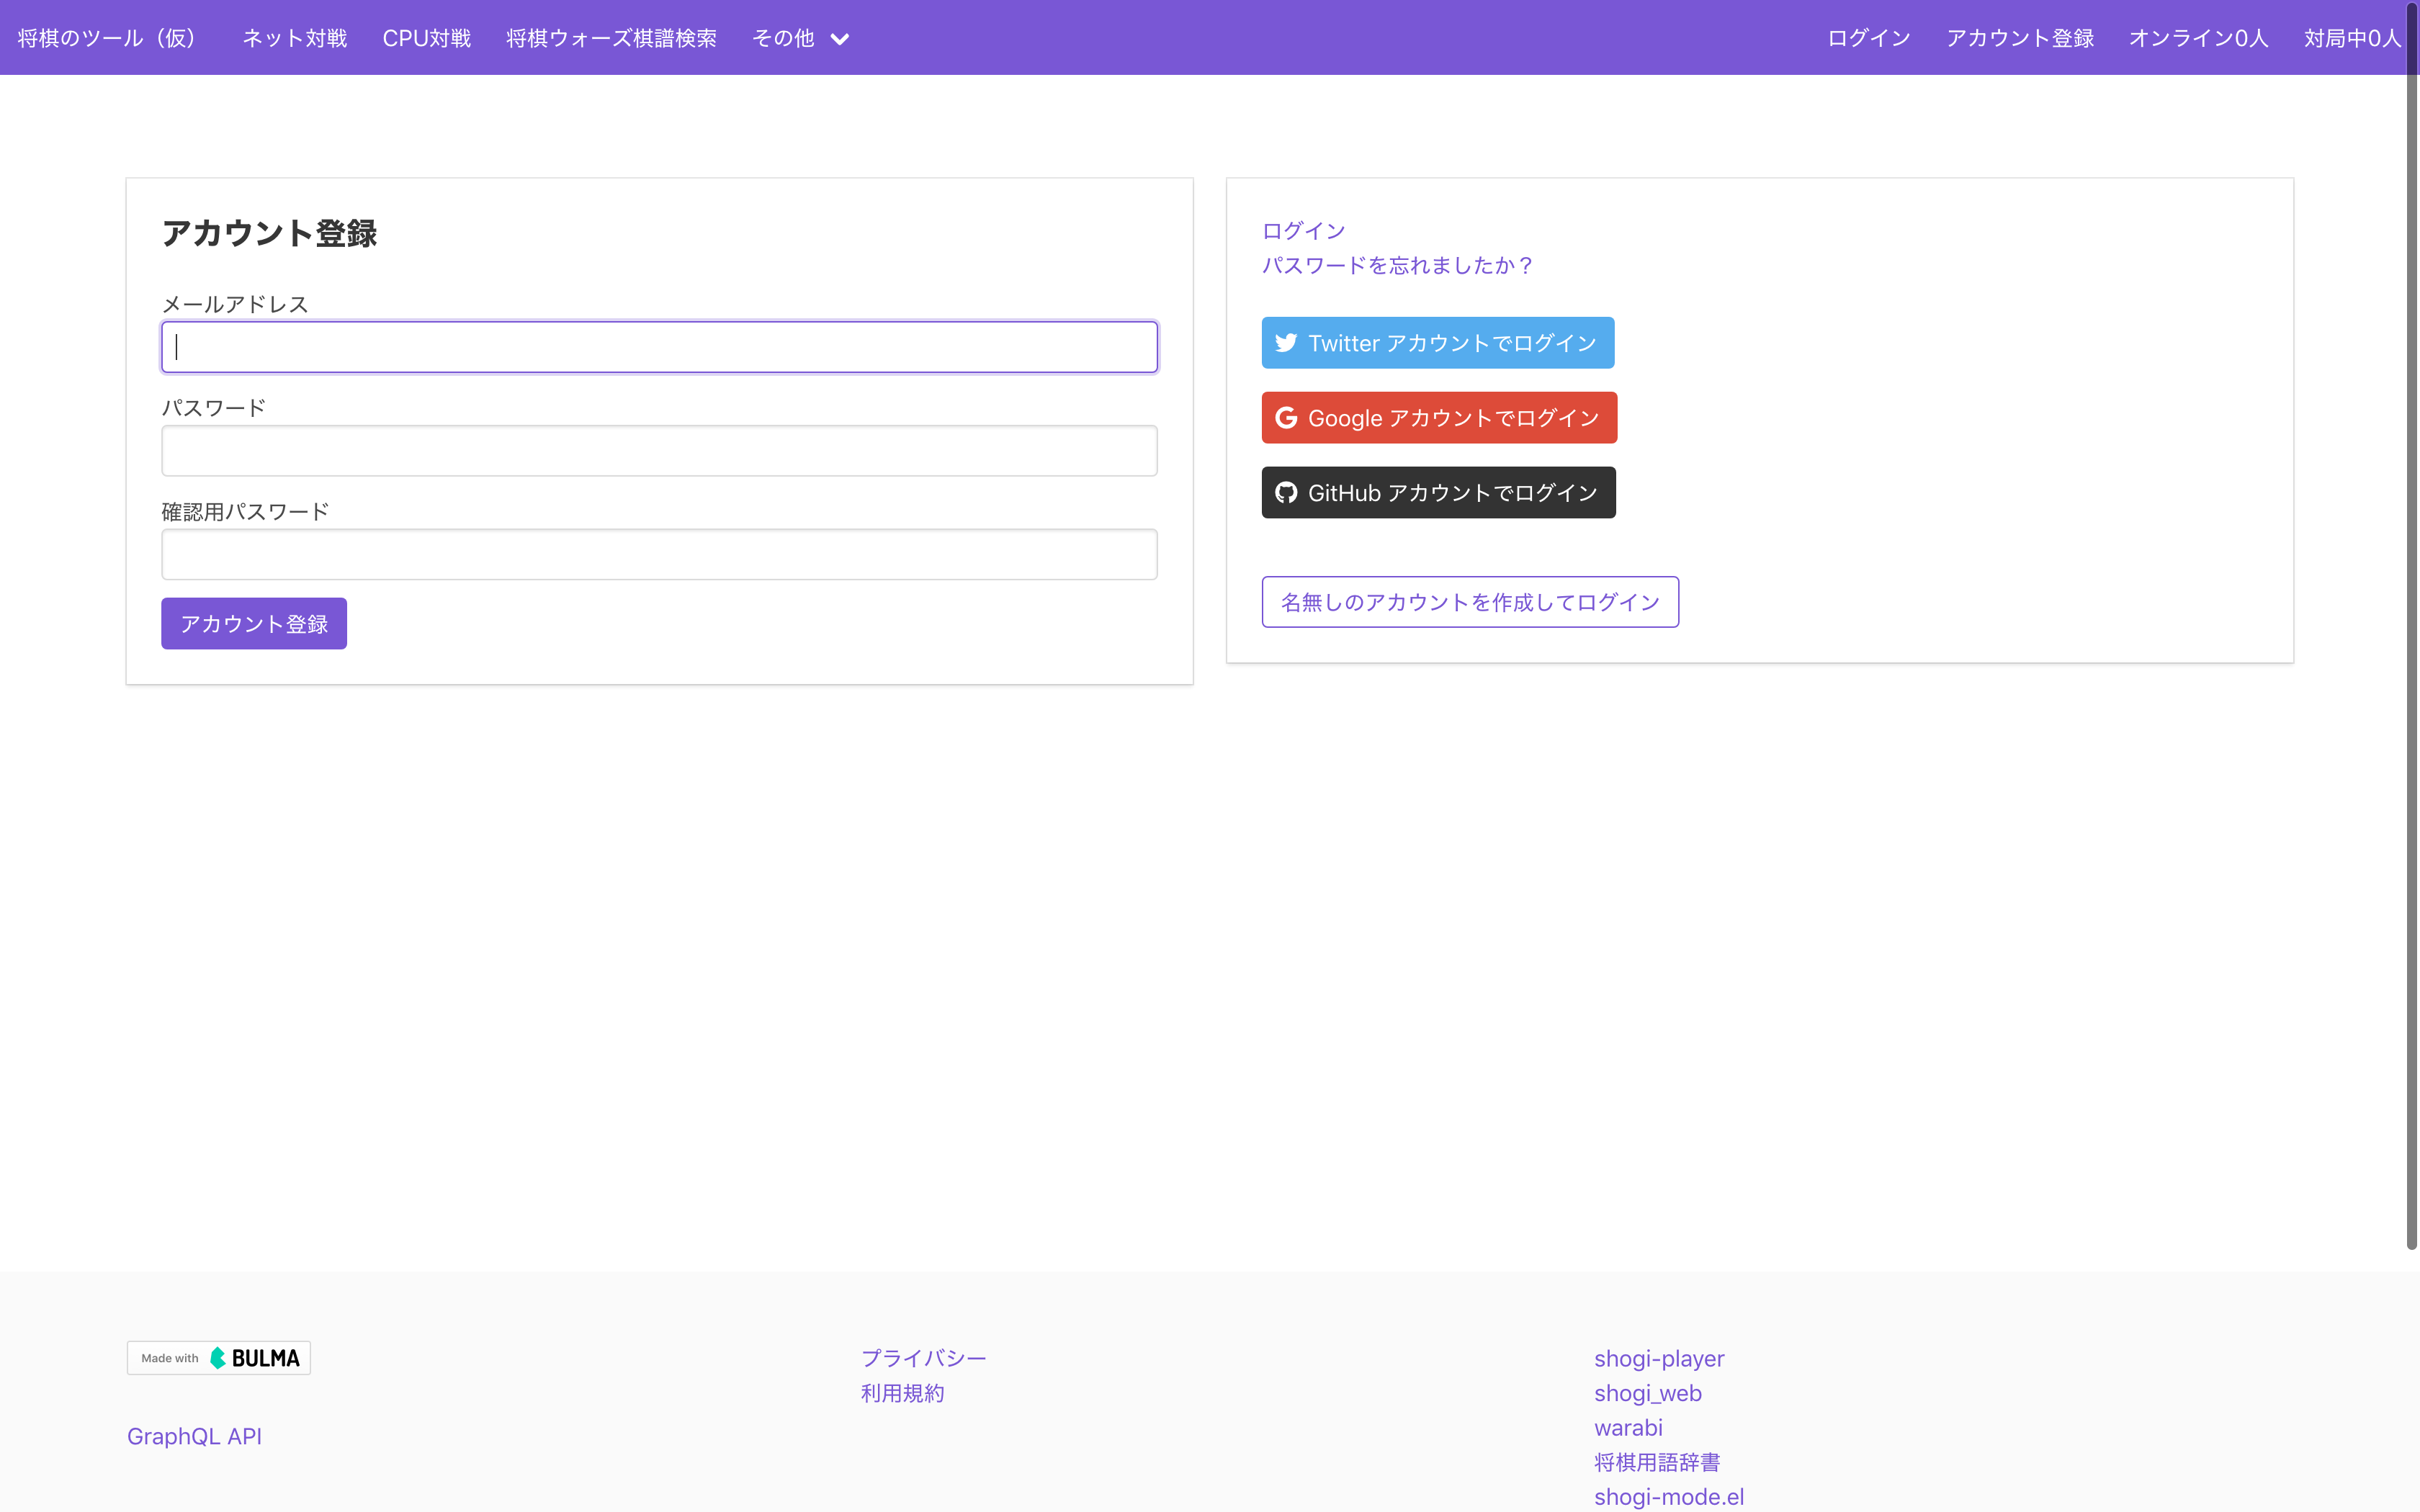 将棋のツール（仮） ネット対戦 CPU対戦 将棋ウォーズ棋譜検索 その他 ログイン アカウント登録 オンライン0人 対局中0人
アカウント登録
メールアドレス
パスワード
確認用パスワード
アカウント登録
ログイン
パスワードを忘れましたか？
Twitter アカウントでログイン
Google アカウントでログイン
GitHub アカウントでログイン
名無しのアカウントを作成してログイン
Made with BULMA
GraphQL API
プライバシー
利用規約
shogi-player
shogi_web
warabi
将棋用語辞書
shogi-mode.el